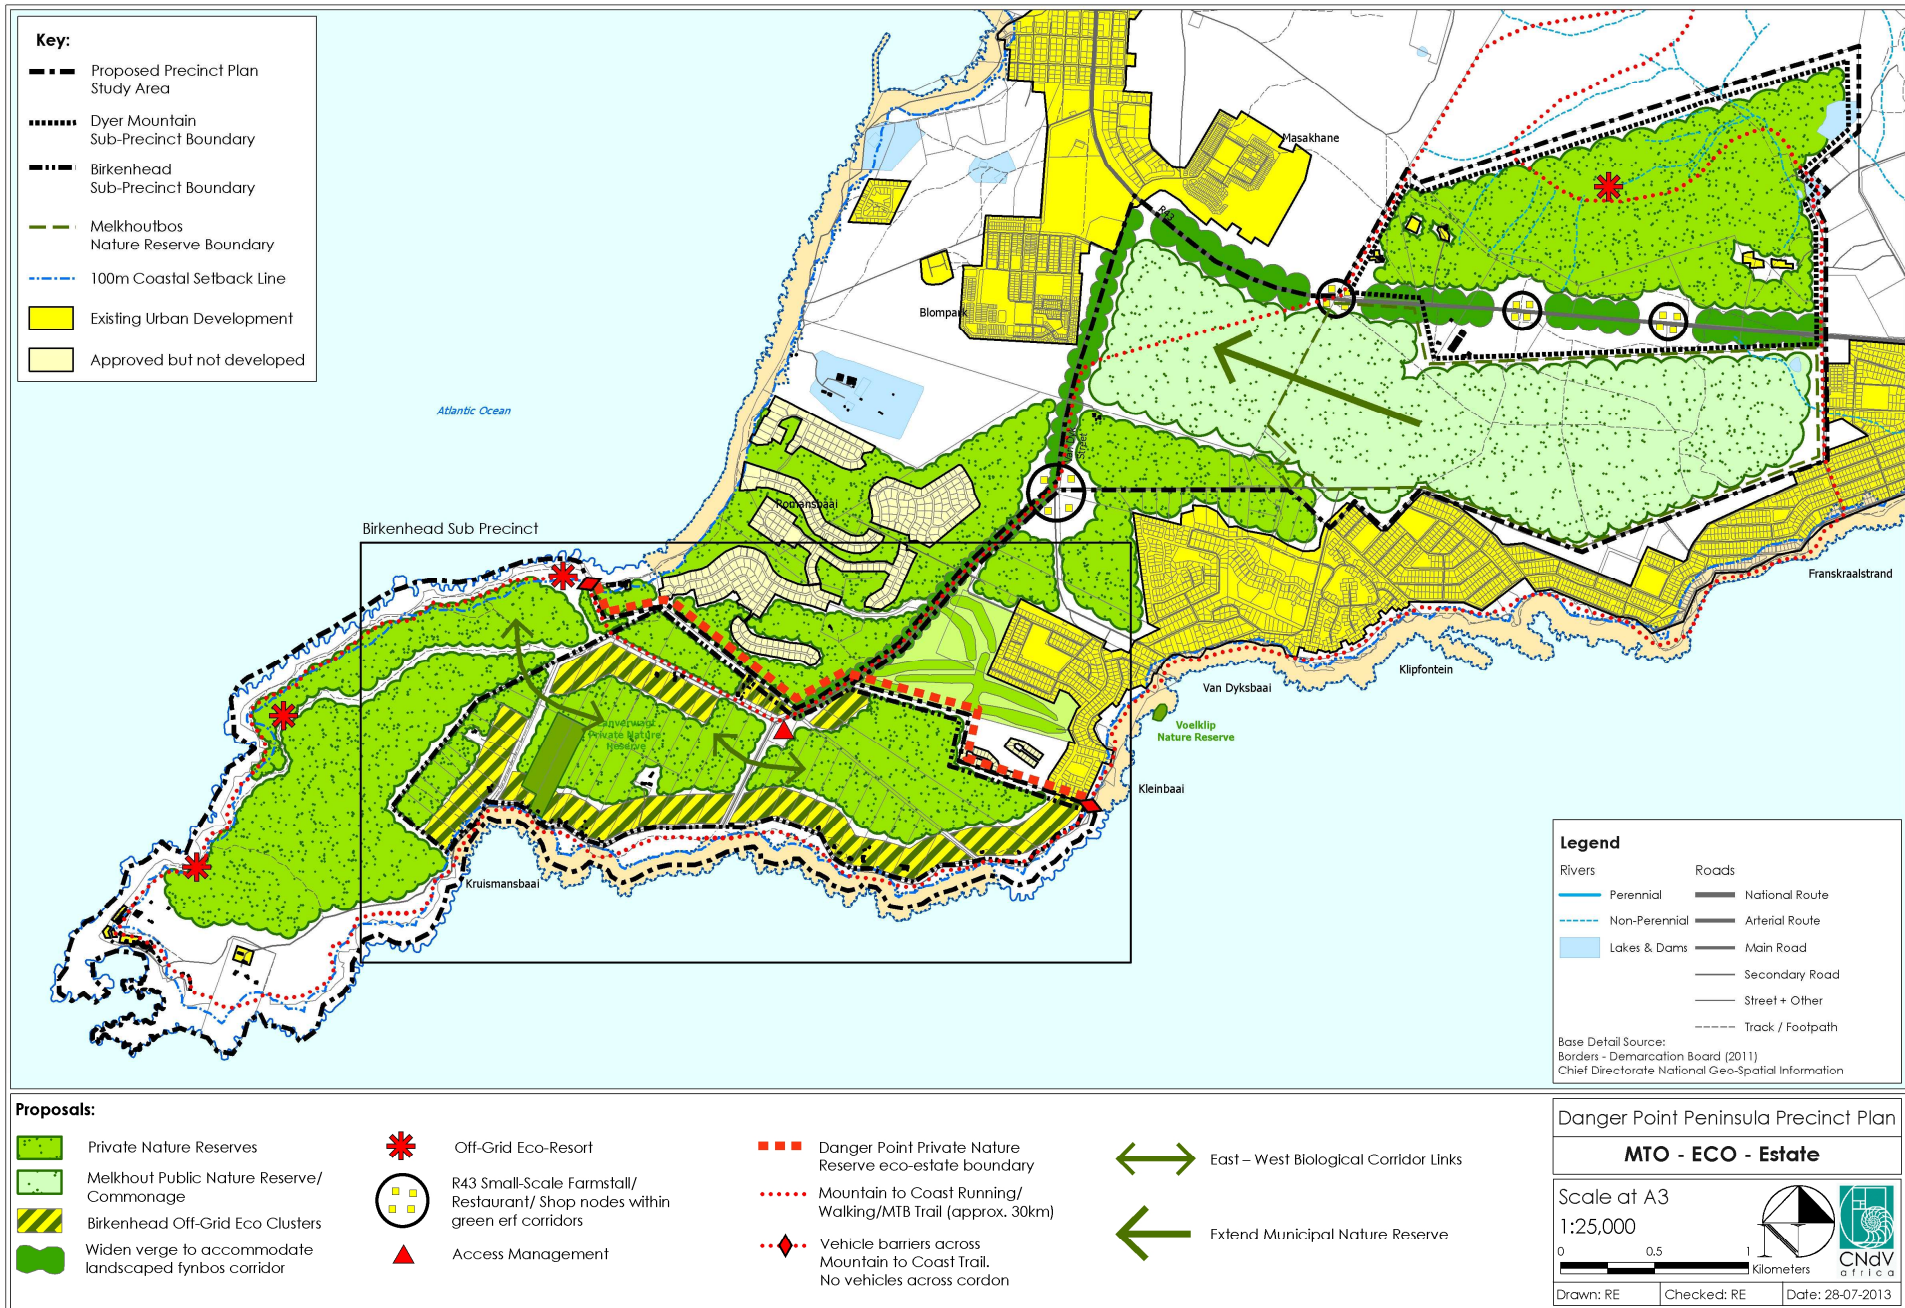 Key:
Proposed Precinct Plan
Study Area
Dyer Mountain
Sub-Precinct Boundary
Birkenhead
Sub-Precinct Boundary
Melkhoutbos
Nature Reserve Boundary
100m Coastal Setback Line
Existing Urban Development
Approved but not developed
Masakhane
R43
Blompark
Atlantic Ocean
Van Dyk
Street
Romansbaai
Birkenhead Sub Precinct
Franskraalstrand
Klipfontein
Van Dyksbaai
Voelklip
Nature Reserve
Private Nature
Reserve
Kleinbaai
Kruismansbaai
Legend
Rivers
Roads
Perennial
National Route
Non-Perennial
Arterial Route
Lakes & Dams
Main Road
Secondary Road
Street + Other
Track / Footpath
Base Detail Source:
Borders - Demarcation Board (2011)
Chief Directorate National Geo-Spatial Information
Proposals:
Private Nature Reserves
Melkhout Public Nature Reserve/
Commonage
Birkenhead Off-Grid Eco Clusters
Widen verge to accommodate
landscaped fynbos corridor
Off-Grid Eco-Resort
R43 Small-Scale Farmstall/
Restaurant/ Shop nodes within
green erf corridors
Access Management
Danger Point Private Nature
Reserve eco-estate boundary
Mountain to Coast Running/
Walking/MTB Trail (approx. 30km)
Vehicle barriers across
Mountain to Coast Trail.
No vehicles across cordon
East – West Biological Corridor Links
Extend Municipal Nature Reserve
Danger Point Peninsula Precinct Plan
MTO - ECO - Estate
Scale at A3
1:25,000
0 0.5 1
Kilometers
CNdV
africa
Drawn: RE
Checked: RE
Date: 28-07-2013